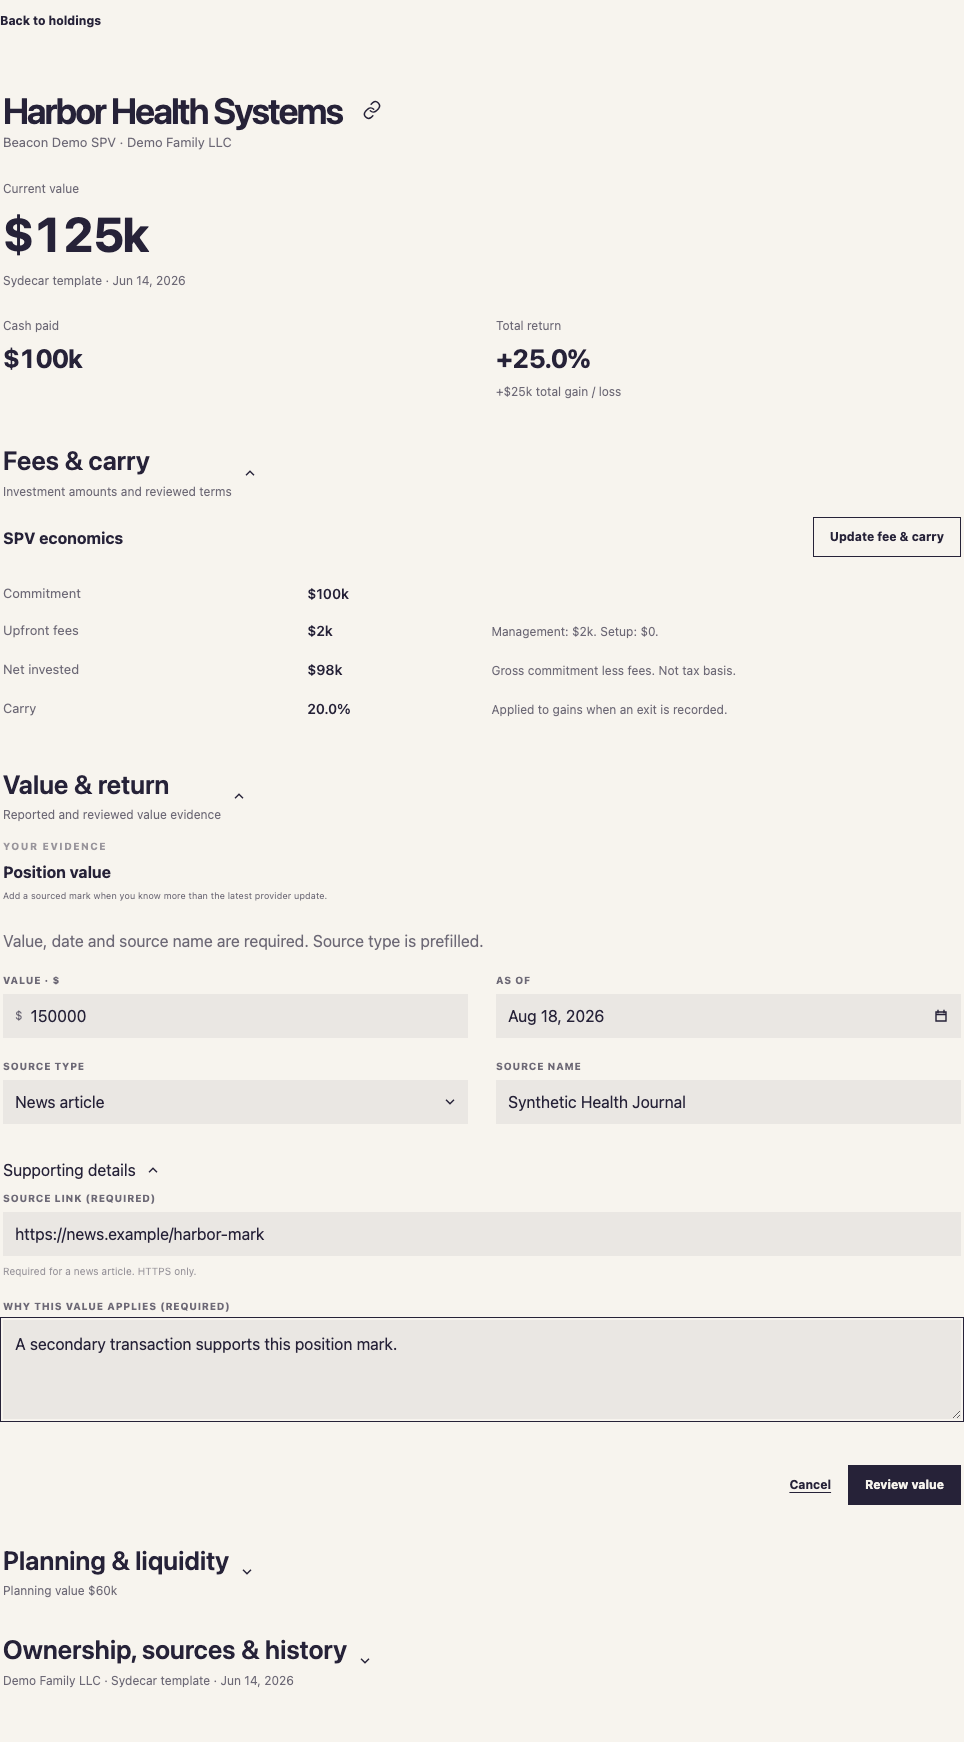 Back to holdings
Harbor Health Systems
Beacon Demo SPV · Demo Family LLC
Current value
$125k
Sydecar template · Jun 14, 2026
Cash paid
$100k
Total return
+25.0%
+$25k total gain / loss
Fees & carry
Investment amounts and reviewed terms
SPV economics
Update fee & carry
Commitment $100k
Upfront fees $2k Management: $2k. Setup: $0.
Net invested $98k Gross commitment less fees. Not tax basis.
Carry 20.0% Applied to gains when an exit is recorded.
Value & return
Reported and reviewed value evidence
YOUR EVIDENCE
Position value
Add a sourced mark when you know more than the latest provider update.
Value, date and source name are required. Source type is prefilled.
VALUE · $
$ 150000
AS OF
Aug 18, 2026
SOURCE TYPE
News article
SOURCE NAME
Synthetic Health Journal
Supporting details
SOURCE LINK (REQUIRED)
https://news.example/harbor-mark
Required for a news article. HTTPS only.
WHY THIS VALUE APPLIES (REQUIRED)
A secondary transaction supports this position mark.
Cancel
Review value
Planning & liquidity
Planning value $60k
Ownership, sources & history
Demo Family LLC · Sydecar template · Jun 14, 2026